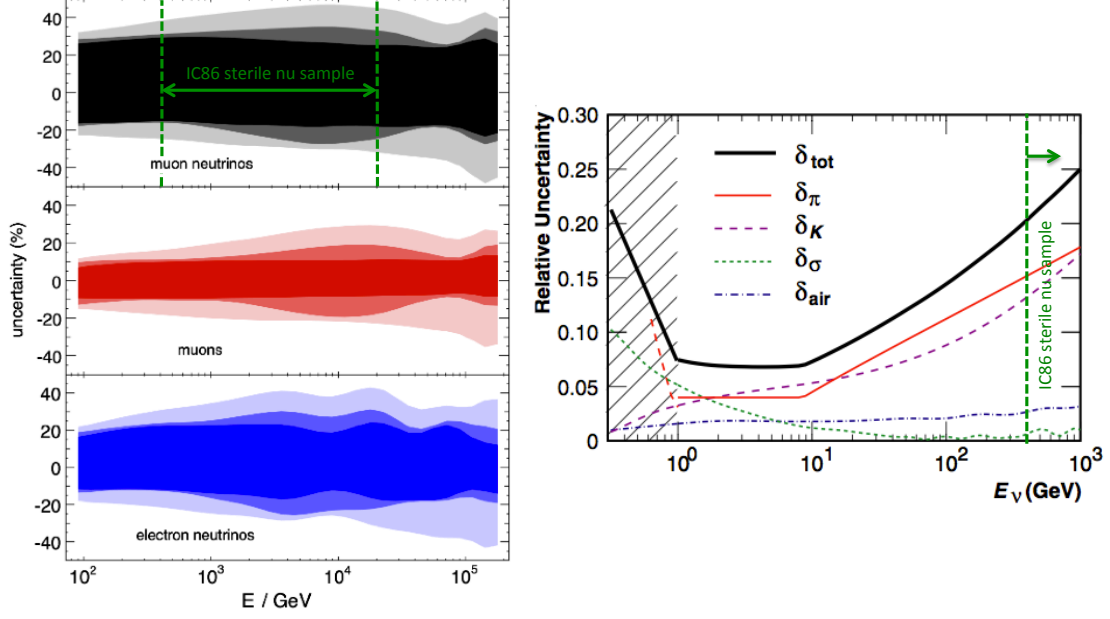 40
20
0
-20
-40
IC86 sterile nu sample
muon neutrinos
40
20
0
-20
-40
muons
40
20
0
-20
-40
electron neutrinos
uncertainty (%)
10² 10³ 10⁴ 10⁵
E / GeV
0.30
0.25
0.20
0.15
0.10
0.05
0
Relative Uncertainty
δtot
δπ
δK
δσ
δair
IC86 sterile nu sample
10⁰ 10¹ 10² 10³
Eν (GeV)